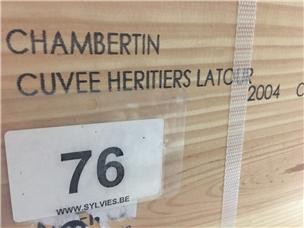 CHAMBERTIN
CUVEE HERITIERS LATOUR
2004 C
76
WWW.SYLVIES.BE